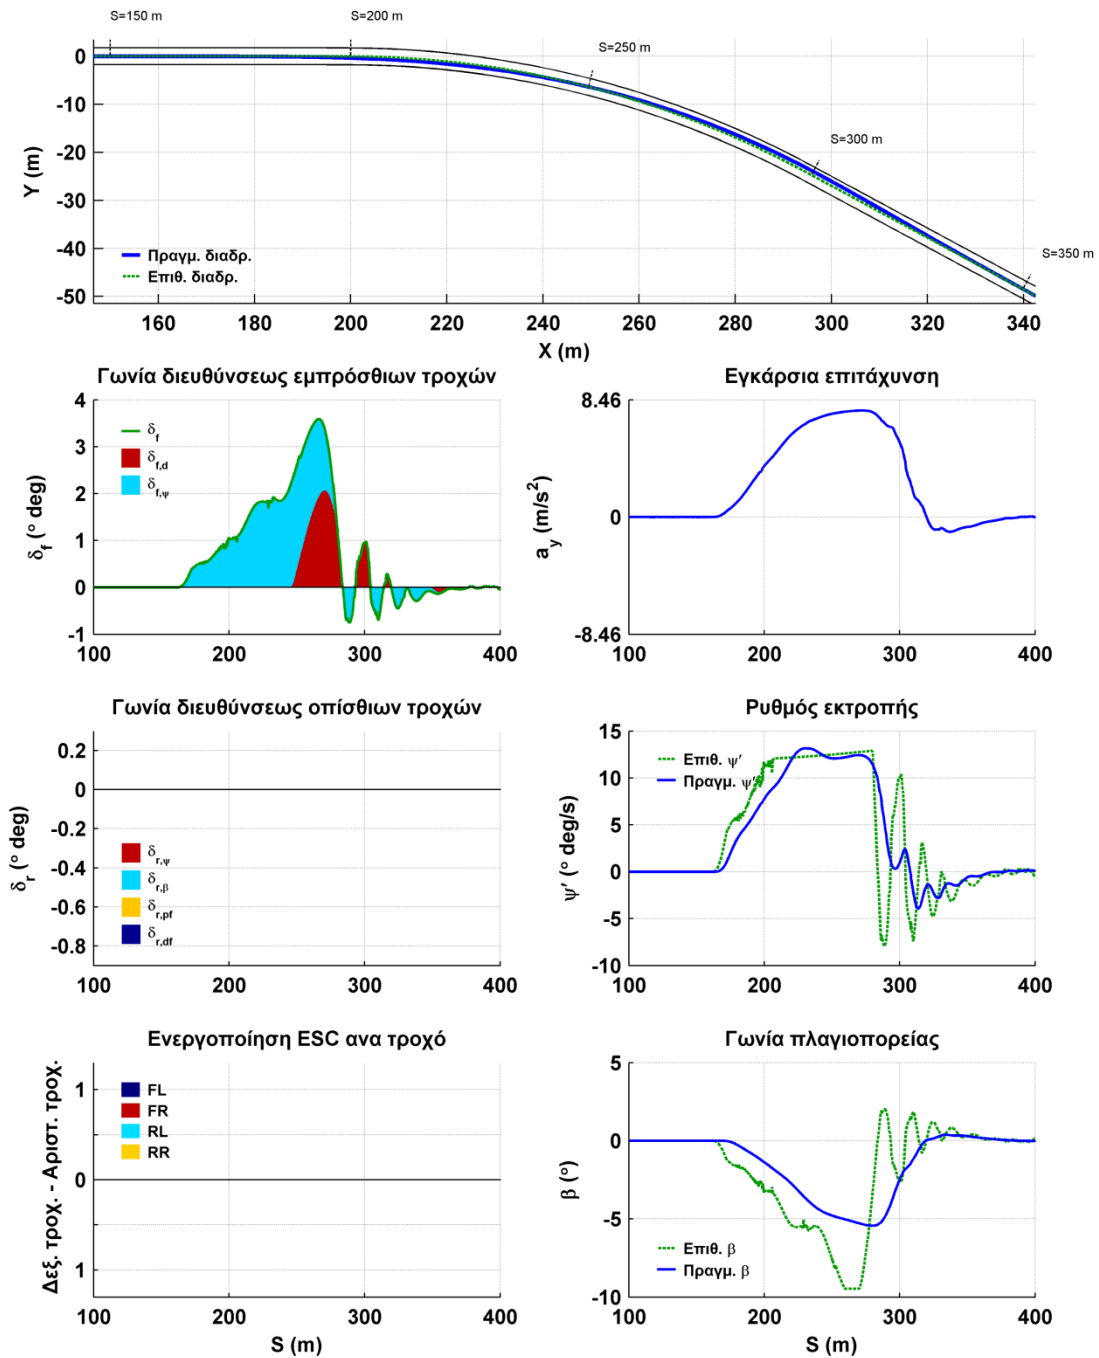 S=150 m
S=200 m
S=250 m
S=300 m
S=350 m
0
-10
-20
-30
-40
-50
Y (m)
Πραγμ. διαδρ.
Επιθ. διαδρ.
160 180 200 220 240 260 280 300 320 340
X (m)
Γωνία διευθύνσεως εμπρόσθιων τροχών
4
3
2
1
0
-1
δf (° deg)
δf
δf,d
δf,ψ
100 200 300 400
Εγκάρσια επιτάχυνση
8.46
0
-8.46
ay (m/s²)
100 200 300 400
Γωνία διευθύνσεως οπίσθιων τροχών
0.2
0
-0.2
-0.4
-0.6
-0.8
δr (° deg)
δr,ψ
δr,β
δr,pf
δr,df
100 200 300 400
Ρυθμός εκτροπής
15
10
5
0
-5
-10
ψ' (° deg/s)
Επιθ. ψ'
Πραγμ. ψ'
100 200 300 400
Ενεργοποίηση ESC ανα τροχό
1
0
1
Δεξ. τροχ. - Αριστ. τροχ.
FL
FR
RL
RR
100 200 300 400
S (m)
Γωνία πλαγιοπορείας
5
0
-5
-10
β (°)
Επιθ. β
Πραγμ. β
100 200 300 400
S (m)